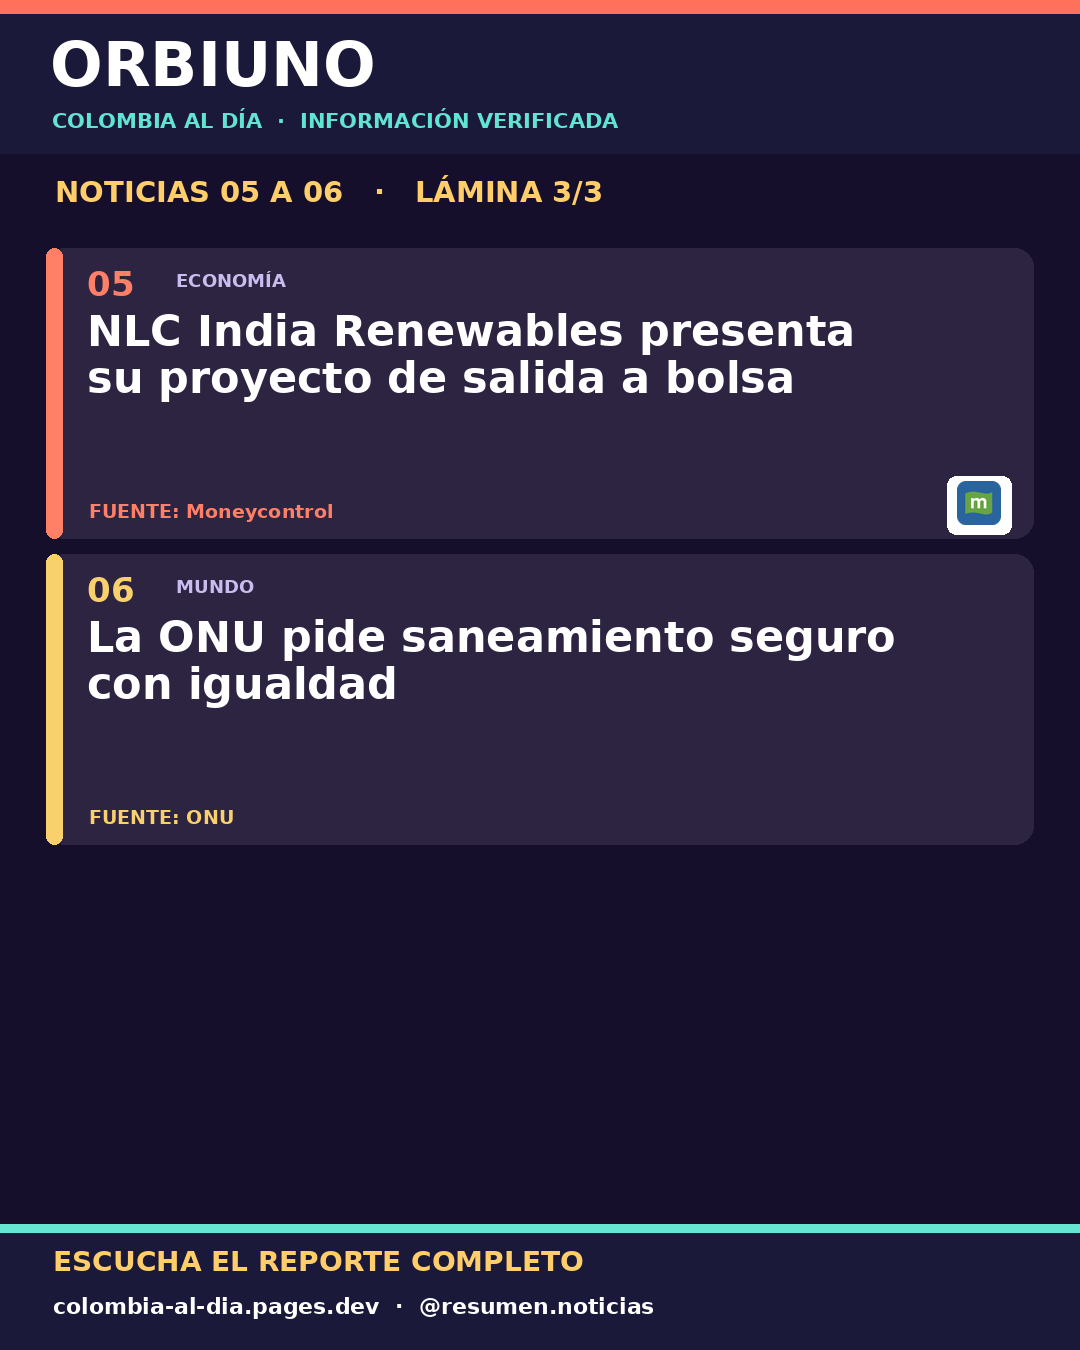 ORBIUNO
COLOMBIA AL DÍA · INFORMACIÓN VERIFICADA
NOTICIAS 05 A 06 · LÁMINA 3/3
05 ECONOMÍA
NLC India Renewables presenta
su proyecto de salida a bolsa
FUENTE: Moneycontrol
m
06 MUNDO
La ONU pide saneamiento seguro
con igualdad
FUENTE: ONU
ESCUCHA EL REPORTE COMPLETO
colombia-al-dia.pages.dev · @resumen.noticias